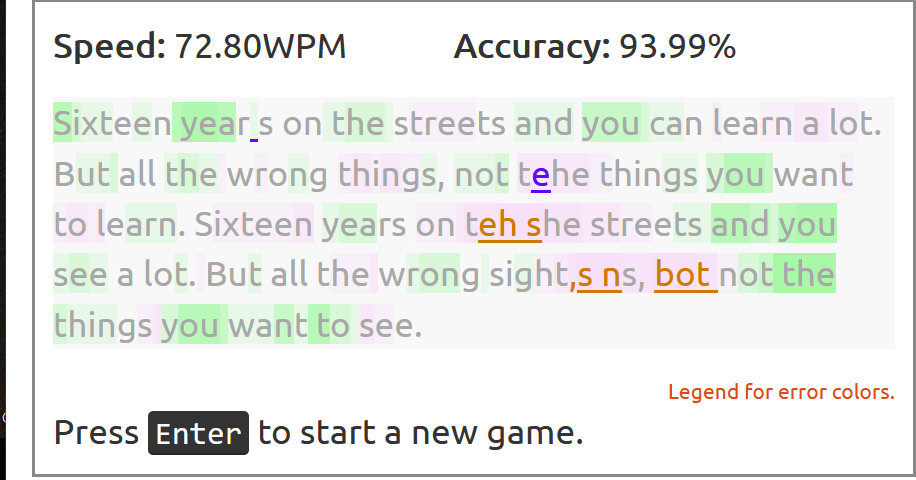 Speed: 72.80WPM Accuracy: 93.99%
Sixteen year s on the streets and you can learn a lot.
But all the wrong things, not tehe things you want
to learn. Sixteen years on teh she streets and you
see a lot. But all the wrong sight,s ns, bot not the
things you want to see.
Legend for error colors.
Press Enter to start a new game.